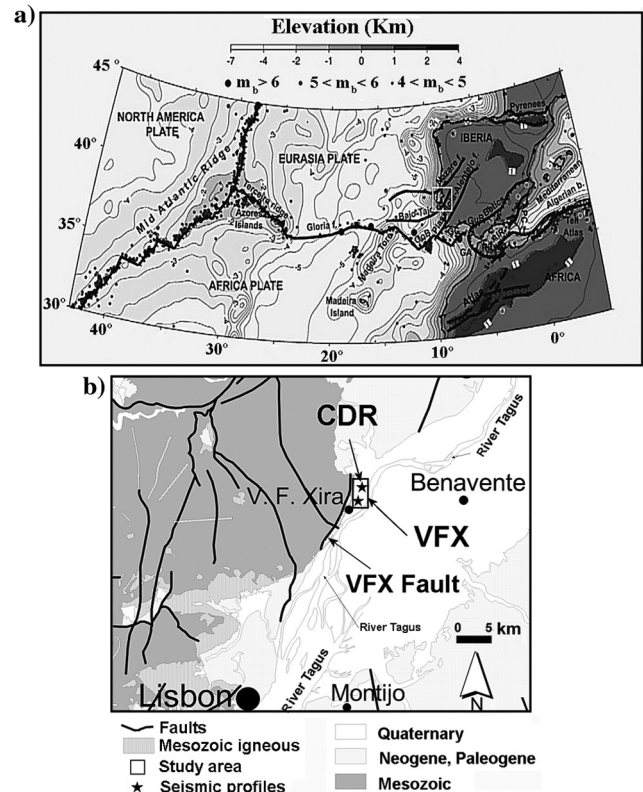 a)
Elevation (Km)
-7 -4 -2 -1 0 1 2 4
m_b > 6 5 < m_b < 6 4 < m_b < 5
45°
40°
35°
30°
NORTH AMERICA
PLATE
EURASIA PLATE
IBERIA
Pyrenees
Mid Atlantic Ridge
Terceira ridge
Azores
Islands
Gloria f.
AFRICA PLATE
Madeira Tore
Madeira
Island
Mediterranean
Algerian b.
Tell
Atlas
GA
Atlas
AFRICA
40°
30°
20°
10°
0°
b)
CDR
River Tagus
V. F. Xira
Benavente
VFX
VFX Fault
River Tagus
River Tagus
0 5 km
Lisbon
Montijo
N
Faults
Mesozoic igneous
Study area
Seismic profiles
Quaternary
Neogene, Paleogene
Mesozoic